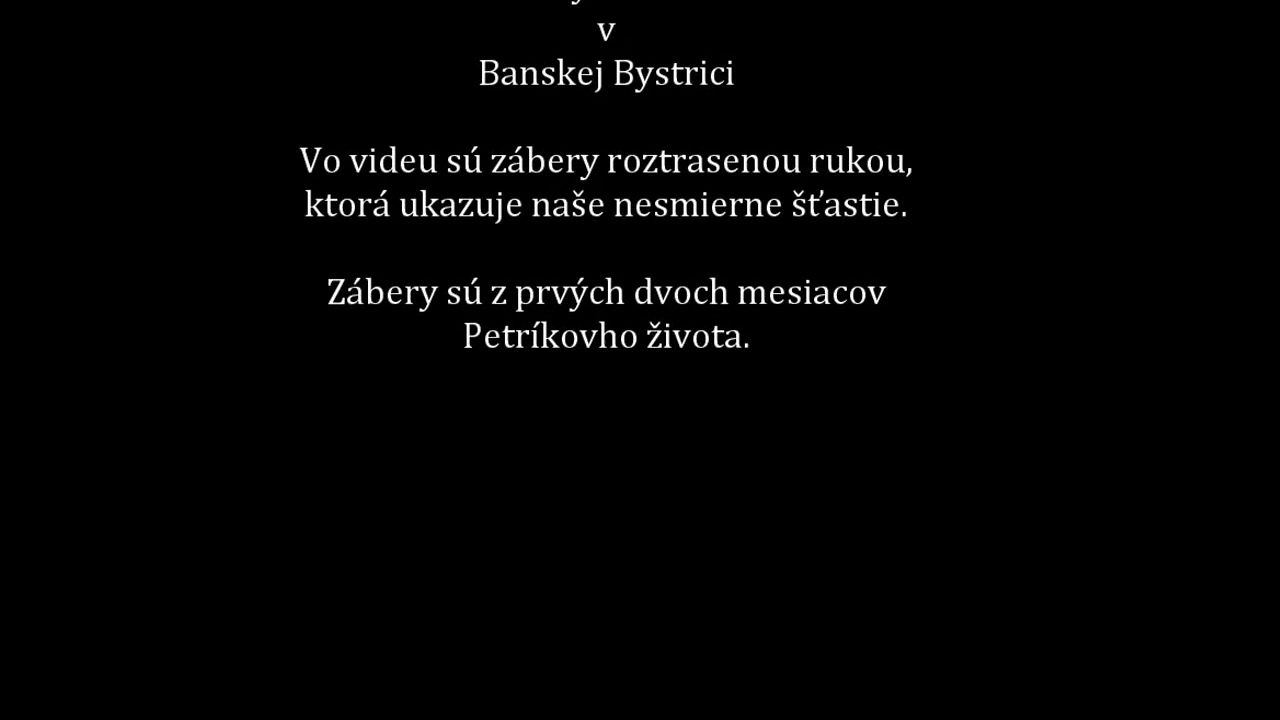 v
Banskej Bystrici
Vo videu sú zábery roztrasenou rukou,
ktorá ukazuje naše nesmierne šťastie.
Zábery sú z prvých dvoch mesiacov
Petríkovho života.